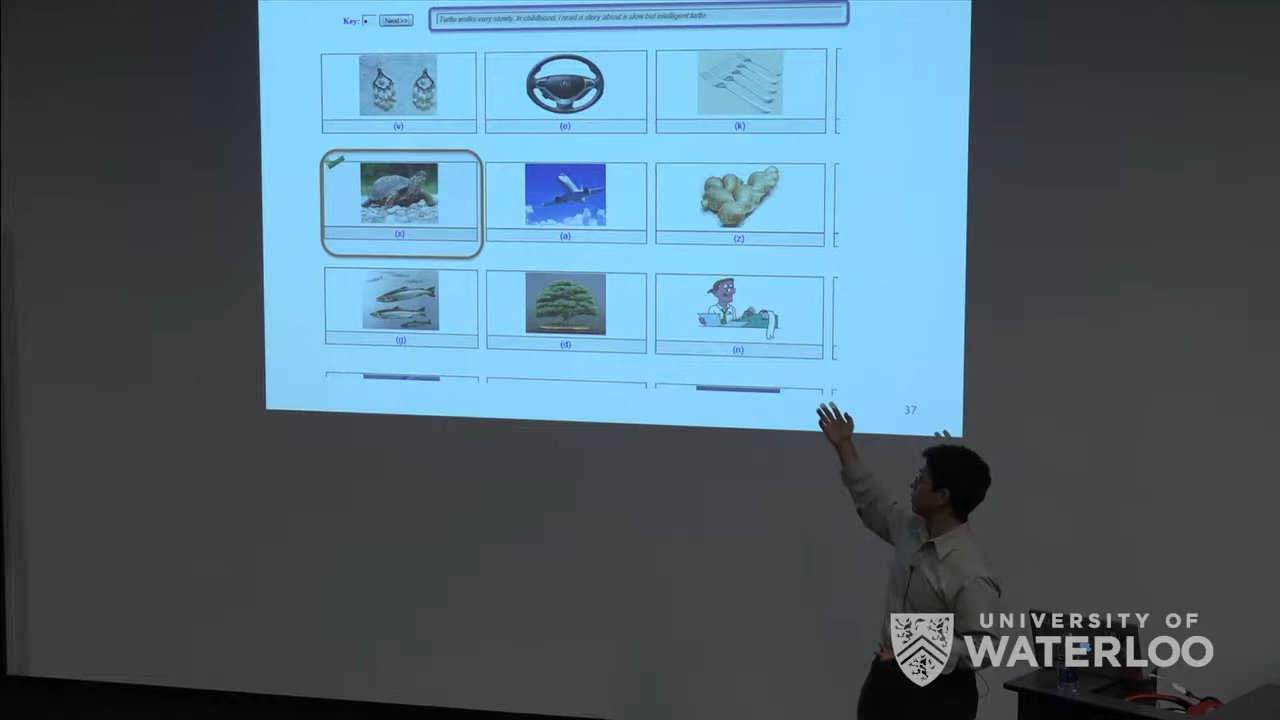 Key: Next >>
Turtle walks very slowly. In childhood, I read a story about a slow but intelligent turtle.
(v) (e) (k)
(x) (a) (z)
(g) (d) (n)
37
UNIVERSITY OF
WATERLOO